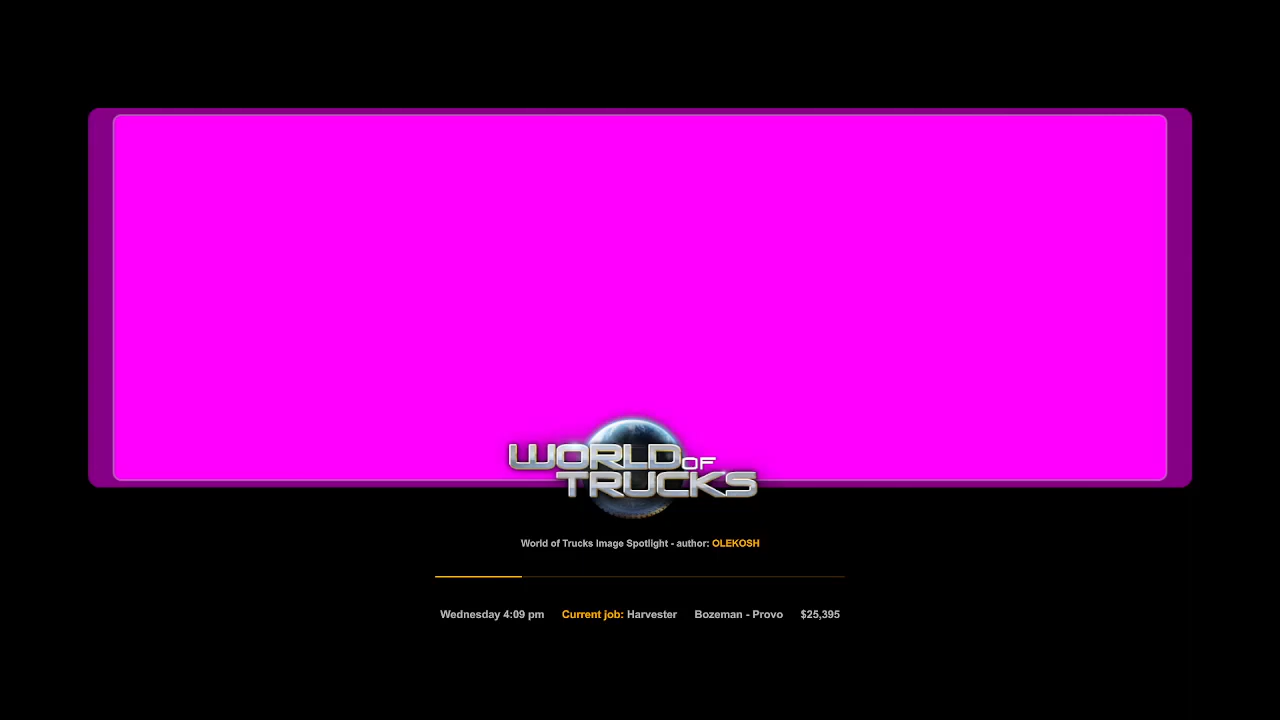 WORLD OF
TRUCKS
World of Trucks Image Spotlight - author: OLEKOSH
Wednesday 4:09 pm Current job: Harvester Bozeman - Provo $25,395